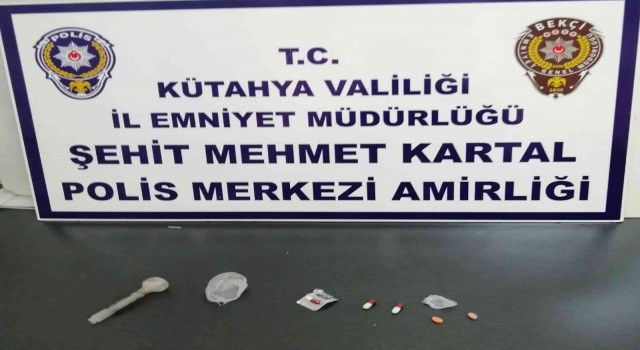 POLİS
BEKÇİ
T.C.
KÜTAHYA VALİLİĞİ
İL EMNİYET MÜDÜRLÜĞÜ
ŞEHİT MEHMET KARTAL
POLİS MERKEZİ AMİRLİĞİ